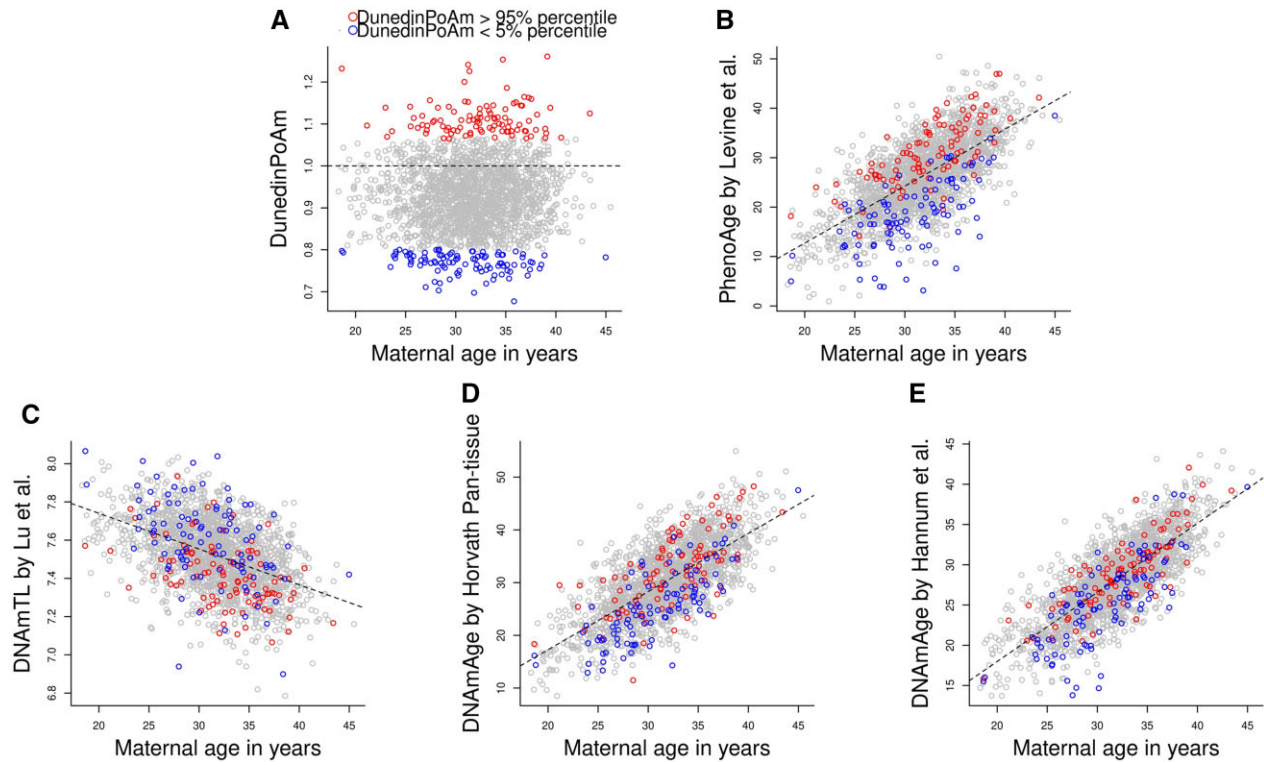 A
DunedinPoAm > 95% percentile
DunedinPoAm < 5% percentile
DunedinPoAm
1.2
1.1
1.0
0.9
0.8
0.7
20 25 30 35 40 45
Maternal age in years
B
PhenoAge by Levine et al.
50
40
30
20
10
0
20 25 30 35 40 45
Maternal age in years
C
DNAmTL by Lu et al.
8.0
7.8
7.6
7.4
7.2
7.0
6.8
20 25 30 35 40 45
Maternal age in years
D
DNAmAge by Horvath Pan-tissue
50
40
30
20
10
20 25 30 35 40 45
Maternal age in years
E
DNAmAge by Hannum et al.
45
40
35
30
25
20
15
20 25 30 35 40 45
Maternal age in years